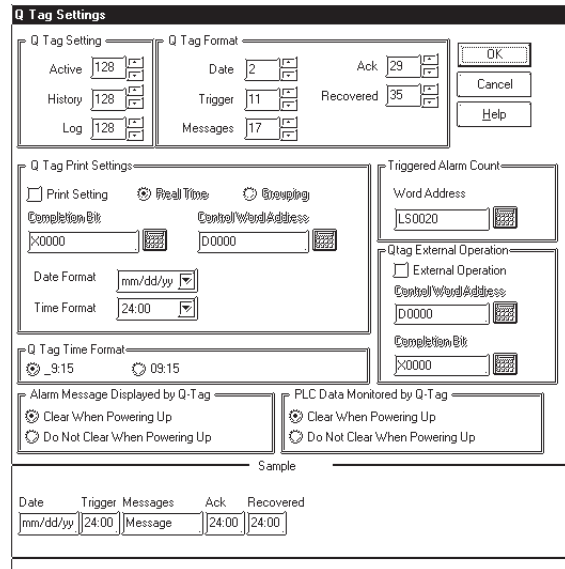 Q Tag Settings
Q Tag Setting
Active 128
History 128
Log 128
Q Tag Format
Date 2
Trigger 11
Messages 17
Ack 29
Recovered 35
OK
Cancel
Help
Q Tag Print Settings
Print Setting Real Time Grouping
Completion Bit Control Word Address
X0000 D0000
Date Format mm/dd/yy
Time Format 24:00
Triggered Alarm Count
Word Address
LS0020
Qtag External Operation
External Operation
Control Word Address
D0000
Completion Bit
X0000
Q Tag Time Format
_9:15 09:15
Alarm Message Displayed by Q-Tag
Clear When Powering Up
Do Not Clear When Powering Up
PLC Data Monitored by Q-Tag
Clear When Powering Up
Do Not Clear When Powering Up
Sample
Date Trigger Messages Ack Recovered
mm/dd/yy 24:00 Message 24:00 24:00